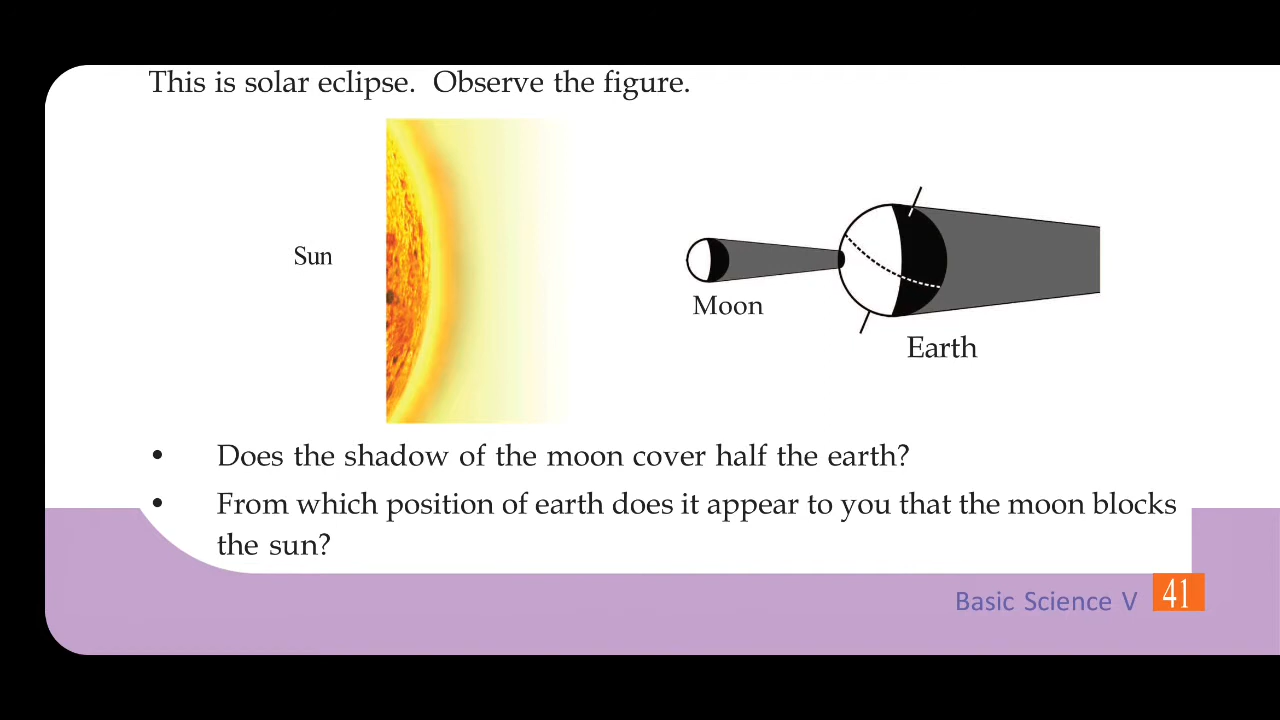 This is solar eclipse. Observe the figure.
Sun
Moon
Earth
• Does the shadow of the moon cover half the earth?
• From which position of earth does it appear to you that the moon blocks
the sun?
Basic Science V 41